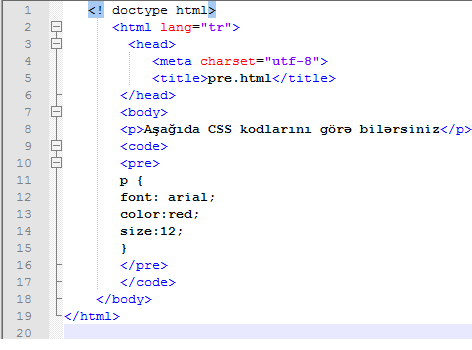 1 <! doctype html>
2 <html lang="tr">
3 <head>
4 <meta charset="utf-8">
5 <title>pre.html</title>
6 </head>
7 <body>
8 <p>Aşağıda CSS kodlarını görə bilərsiniz</p>
9 <code>
10 <pre>
11 p {
12 font: arial;
13 color:red;
14 size:12;
15 }
16 </pre>
17 </code>
18 </body>
19 </html>
20